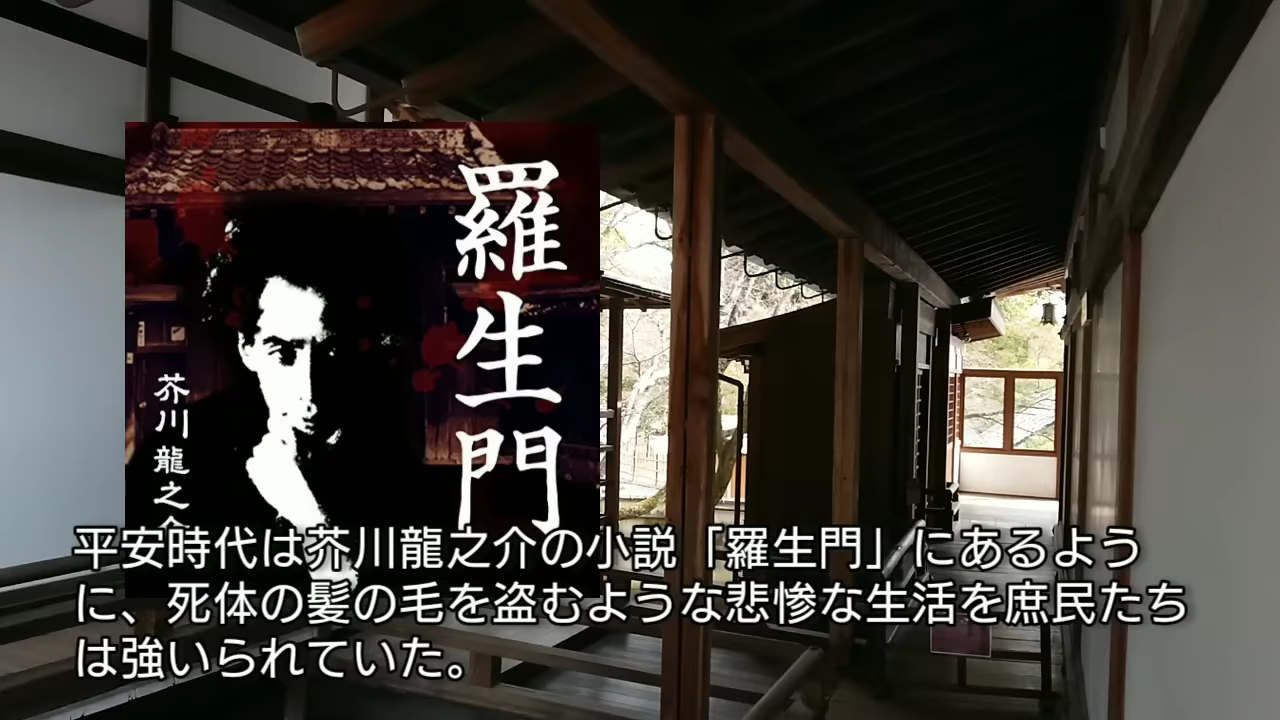 羅生門
芥川龍之介
平安時代は芥川龍之介の小説「羅生門」にあるよう
に、死体の髪の毛を盗むような悲惨な生活を庶民たち
は強いられていた。